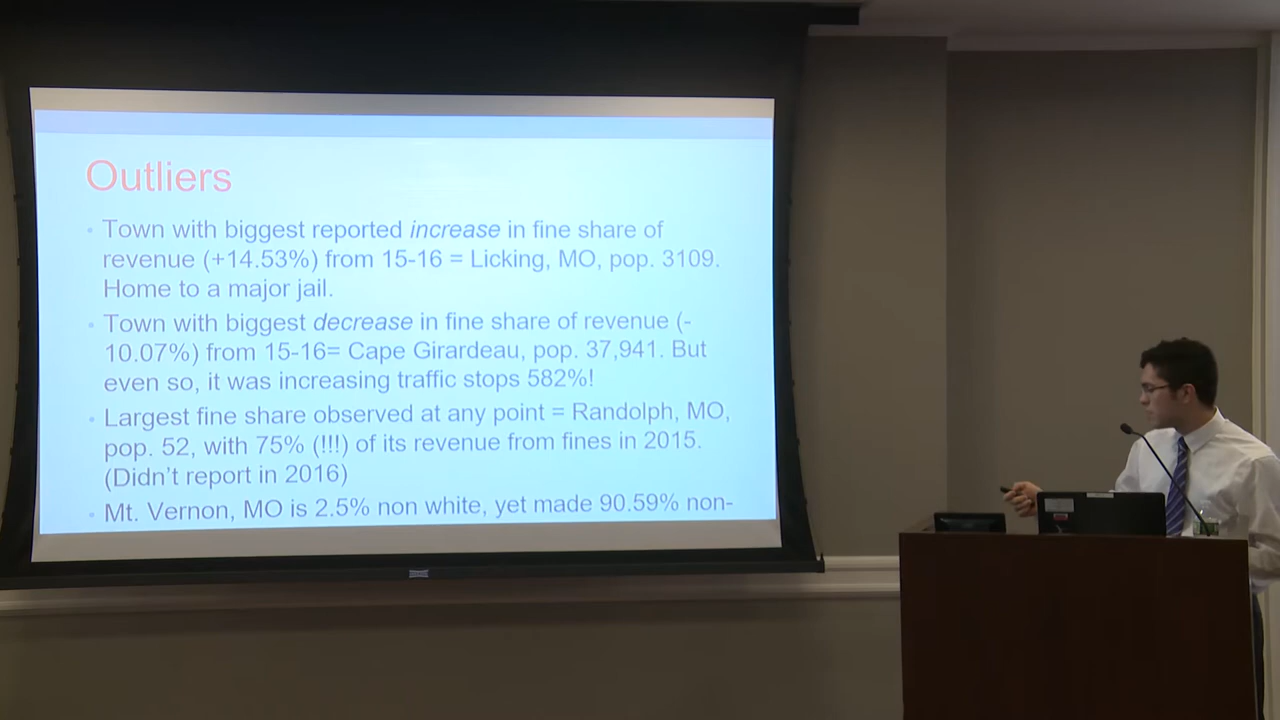 Outliers
• Town with biggest reported increase in fine share of
revenue (+14.53%) from 15-16 = Licking, MO, pop. 3109.
Home to a major jail.
• Town with biggest decrease in fine share of revenue (-
10.07%) from 15-16= Cape Girardeau, pop. 37,941. But
even so, it was increasing traffic stops 582%!
• Largest fine share observed at any point = Randolph, MO,
pop. 52, with 75% (!!!) of its revenue from fines in 2015.
(Didn't report in 2016)
• Mt. Vernon, MO is 2.5% non white, yet made 90.59% non-